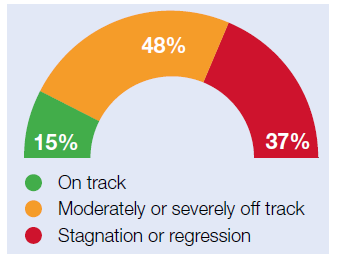 48%
15%
37%
On track
Moderately or severely off track
Stagnation or regression